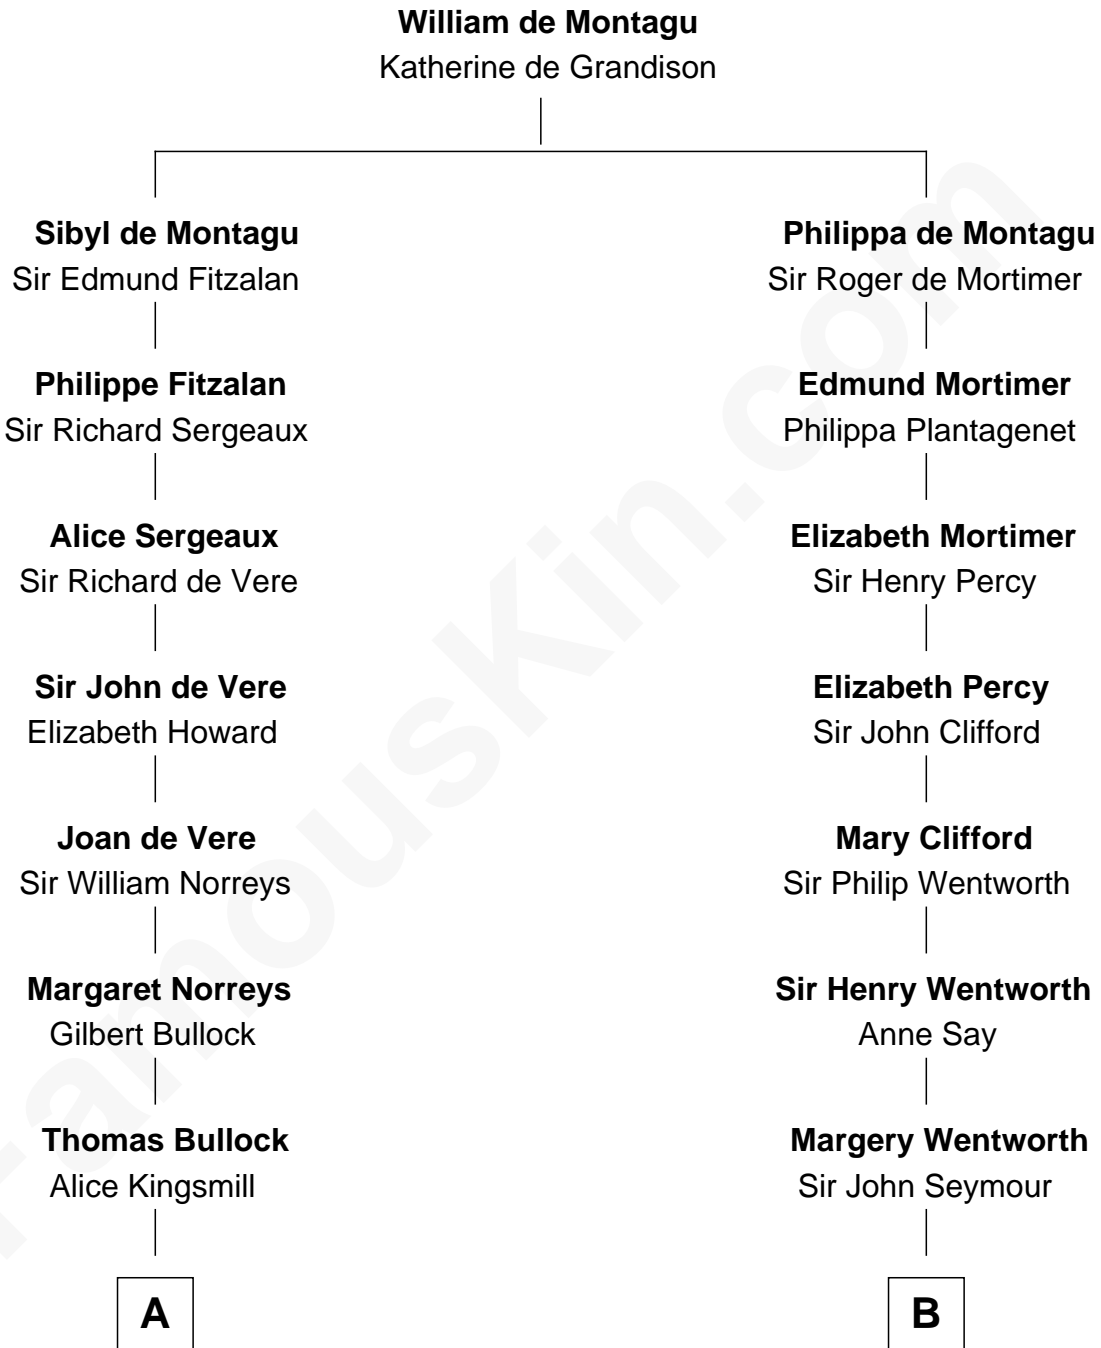 William de Montagu
Katherine de Grandison
Sibyl de Montagu
Sir Edmund Fitzalan
Philippa de Montagu
Sir Roger de Mortimer
Philippe Fitzalan
Sir Richard Sergeaux
Edmund Mortimer
Philippa Plantagenet
Alice Sergeaux
Sir Richard de Vere
Elizabeth Mortimer
Sir Henry Percy
Sir John de Vere
Elizabeth Howard
Elizabeth Percy
Sir John Clifford
Joan de Vere
Sir William Norreys
Mary Clifford
Sir Philip Wentworth
Margaret Norreys
Gilbert Bullock
Sir Henry Wentworth
Anne Say
Thomas Bullock
Alice Kingsmill
Margery Wentworth
Sir John Seymour
A
B
FamousKin.com